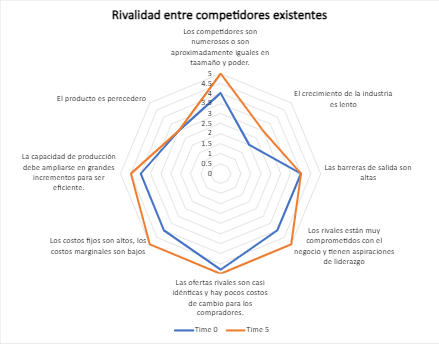 Rivalidad entre competidores existentes
Los competidores son
numerosos o son
aproximadamente iguales en
taamaño y poder.
El crecimiento de la industria
es lento
Las barreras de salida son
altas
Los rivales están muy
comprometidos con el
negocio y tienen aspiraciones
de liderazgo
Las ofertas rivales son casi
idénticas y hay pocos costos
de cambio para los
compradores.
Los costos fijos son altos, los
costos marginales son bajos
La capacidad de producción
debe ampliarse en grandes
incrementos para ser
eficiente.
El producto es perecedero
5
4.5
4
3.5
3
2.5
2
1.5
1
0.5
0
Time 0
Time 5